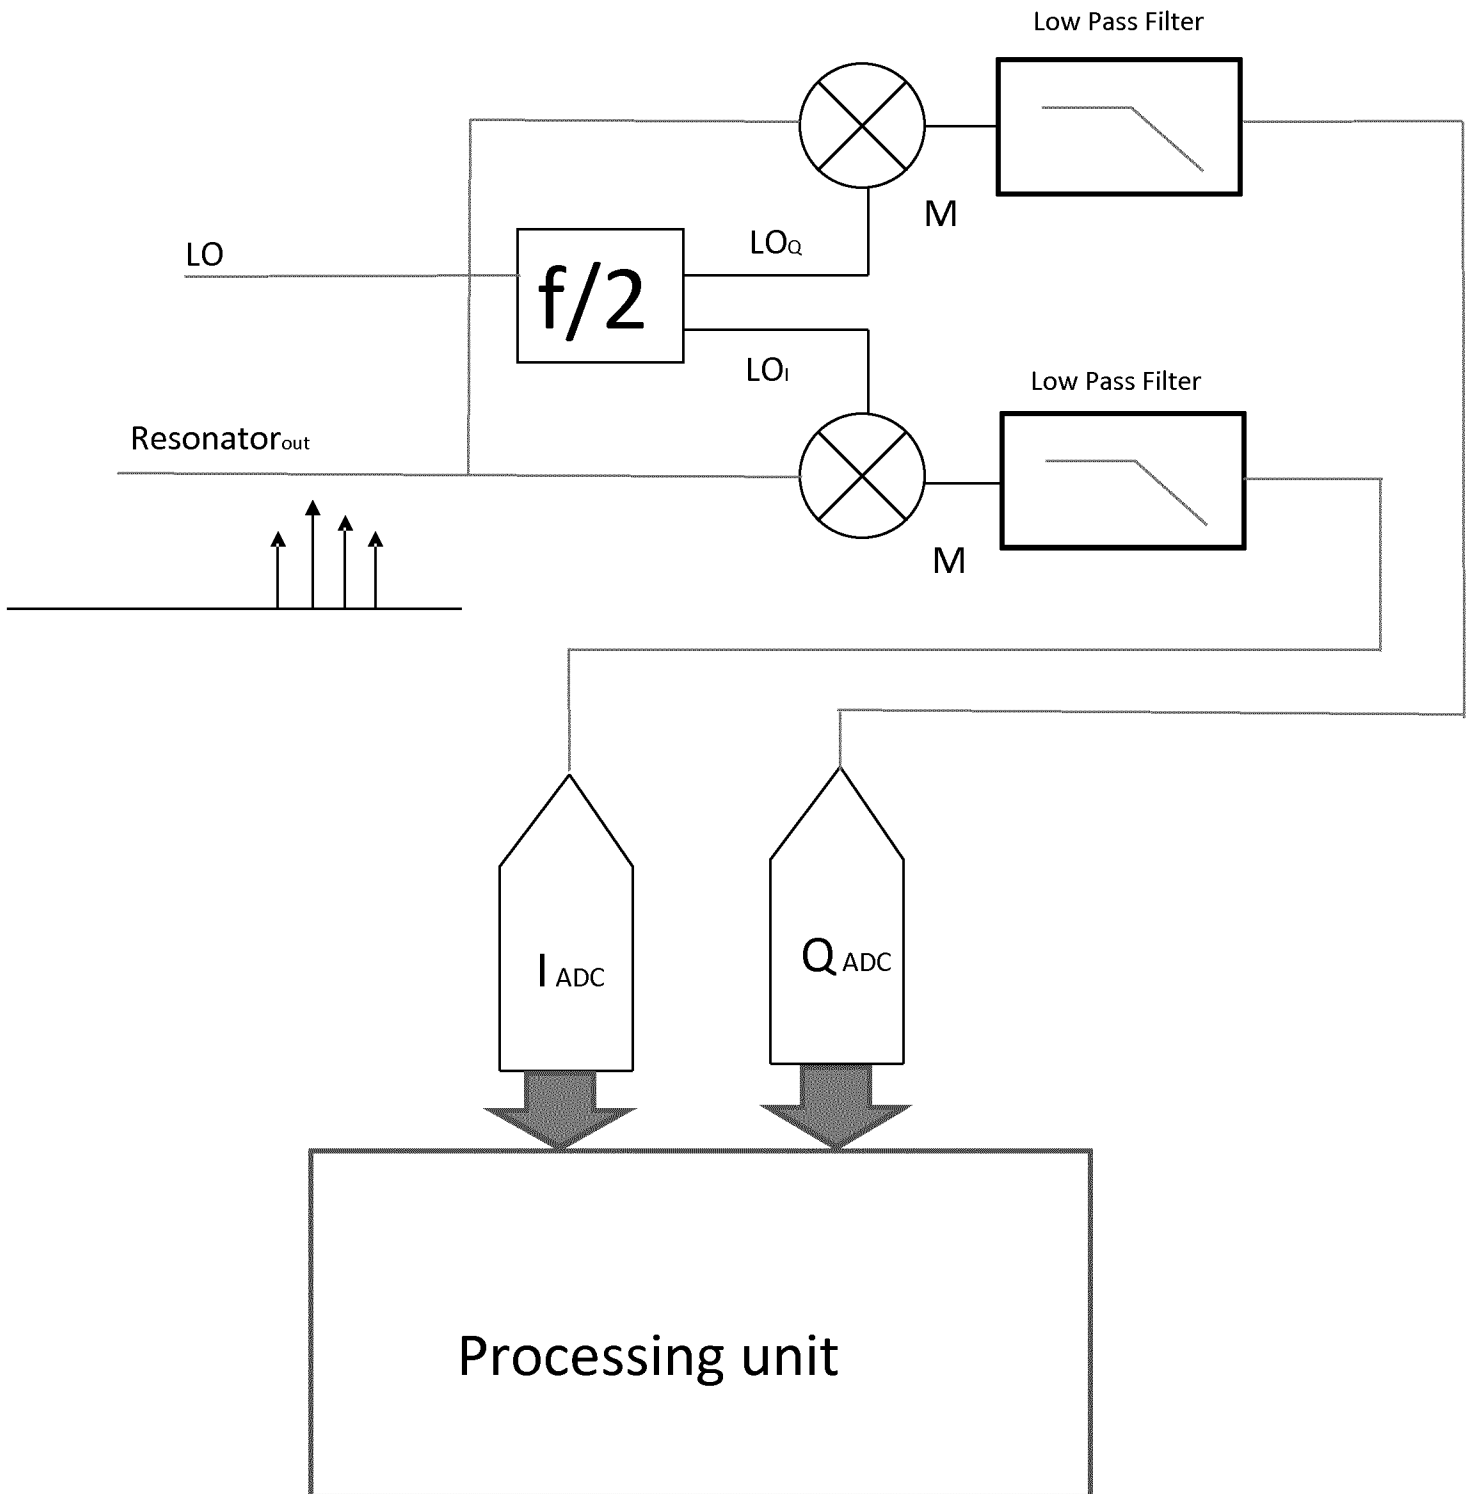 Low Pass Filter
M
LO
LOQ
f/2
LOI
Low Pass Filter
Resonatorout
M
I ADC
Q ADC
Processing unit